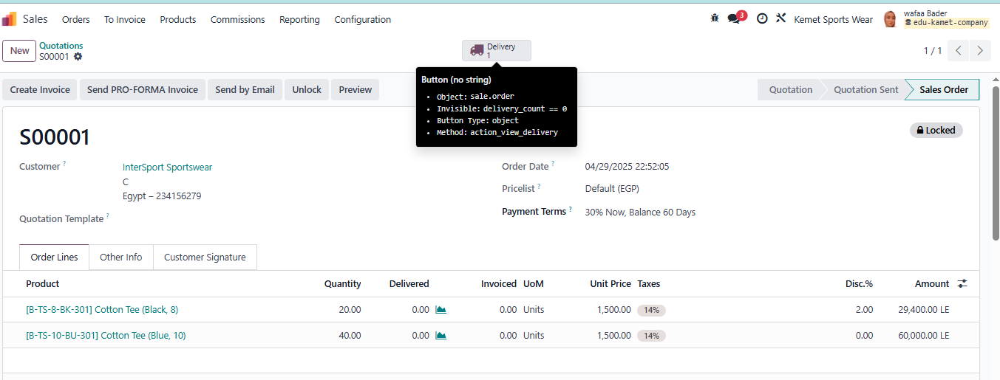 Sales Orders To Invoice Products Commissions Reporting Configuration 3 Kemet Sports Wear wafaa Bader
edu-kamet-company
New Quotations
S00001
Delivery
1
1 / 1
Create Invoice Send PRO-FORMA Invoice Send by Email Unlock Preview
Quotation Quotation Sent Sales Order
Button (no string)
• Object: sale.order
• Invisible: delivery_count == 0
• Button Type: object
• Method: action_view_delivery
S00001
Locked
Customer ? InterSport Sportswear
C
Egypt – 234156279
Quotation Template ?
Order Date ? 04/29/2025 22:52:05
Pricelist ? Default (EGP)
Payment Terms ? 30% Now, Balance 60 Days
Order Lines Other Info Customer Signature
Product Quantity Delivered Invoiced UoM Unit Price Taxes Disc.% Amount
[B-TS-8-BK-301] Cotton Tee (Black, 8) 20.00 0.00 0.00 Units 1,500.00 14% 2.00 29,400.00 LE
[B-TS-10-BU-301] Cotton Tee (Blue, 10) 40.00 0.00 0.00 Units 1,500.00 14% 0.00 60,000.00 LE